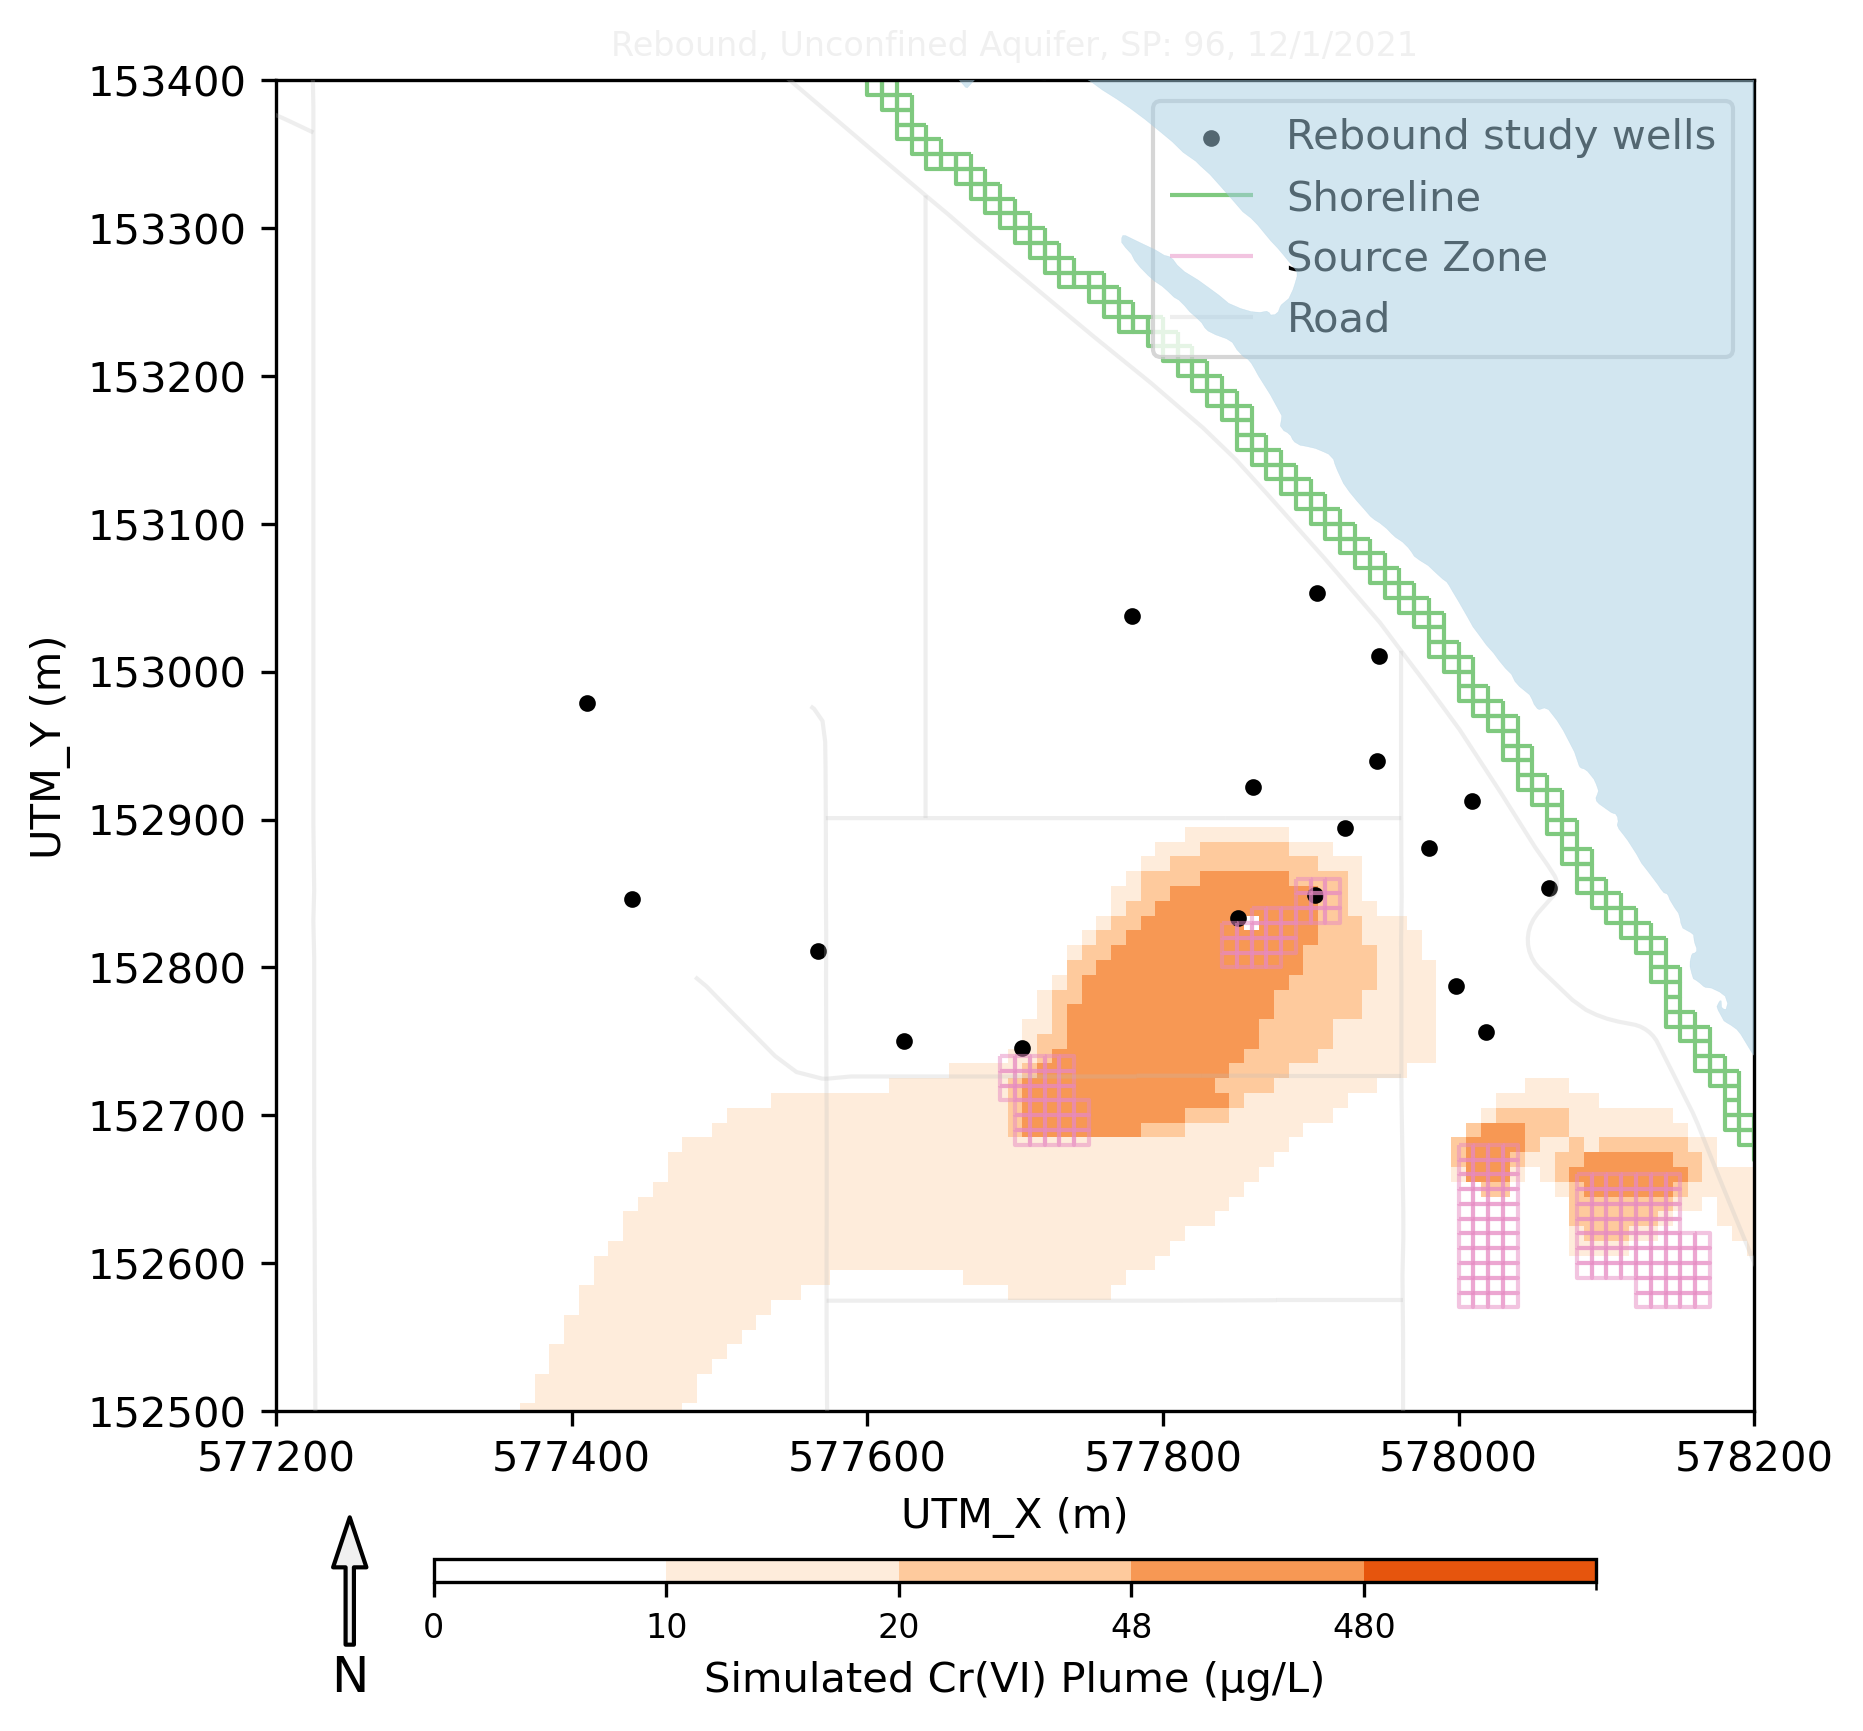 Rebound, Unconfined Aquifer, SP: 96, 12/1/2021
153400
153300
153200
153100
153000
152900
152800
152700
152600
152500
UTM_Y (m)
Rebound study wells
Shoreline
Source Zone
Road
577200 577400 577600 577800 578000 578200
UTM_X (m)
N
0 10 20 48 480
Simulated Cr(VI) Plume (μg/L)